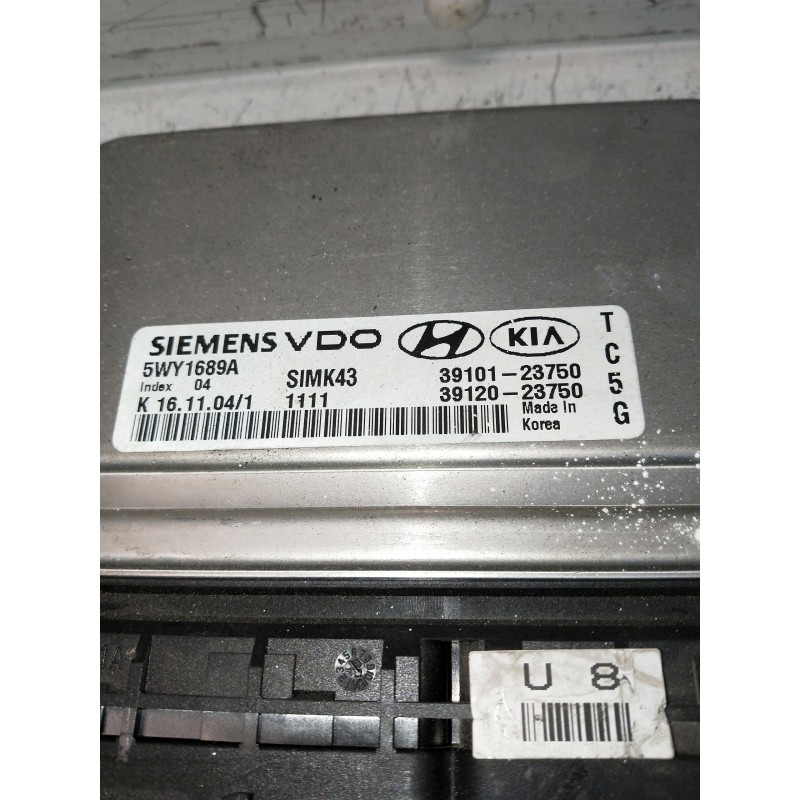 SIEMENS VDO KIA
5WY1689A SIMK43 39101-23750
Index 04 39120-23750
K 16.11.04/1 1111 Made In
Korea
T
C
5
G
U 8